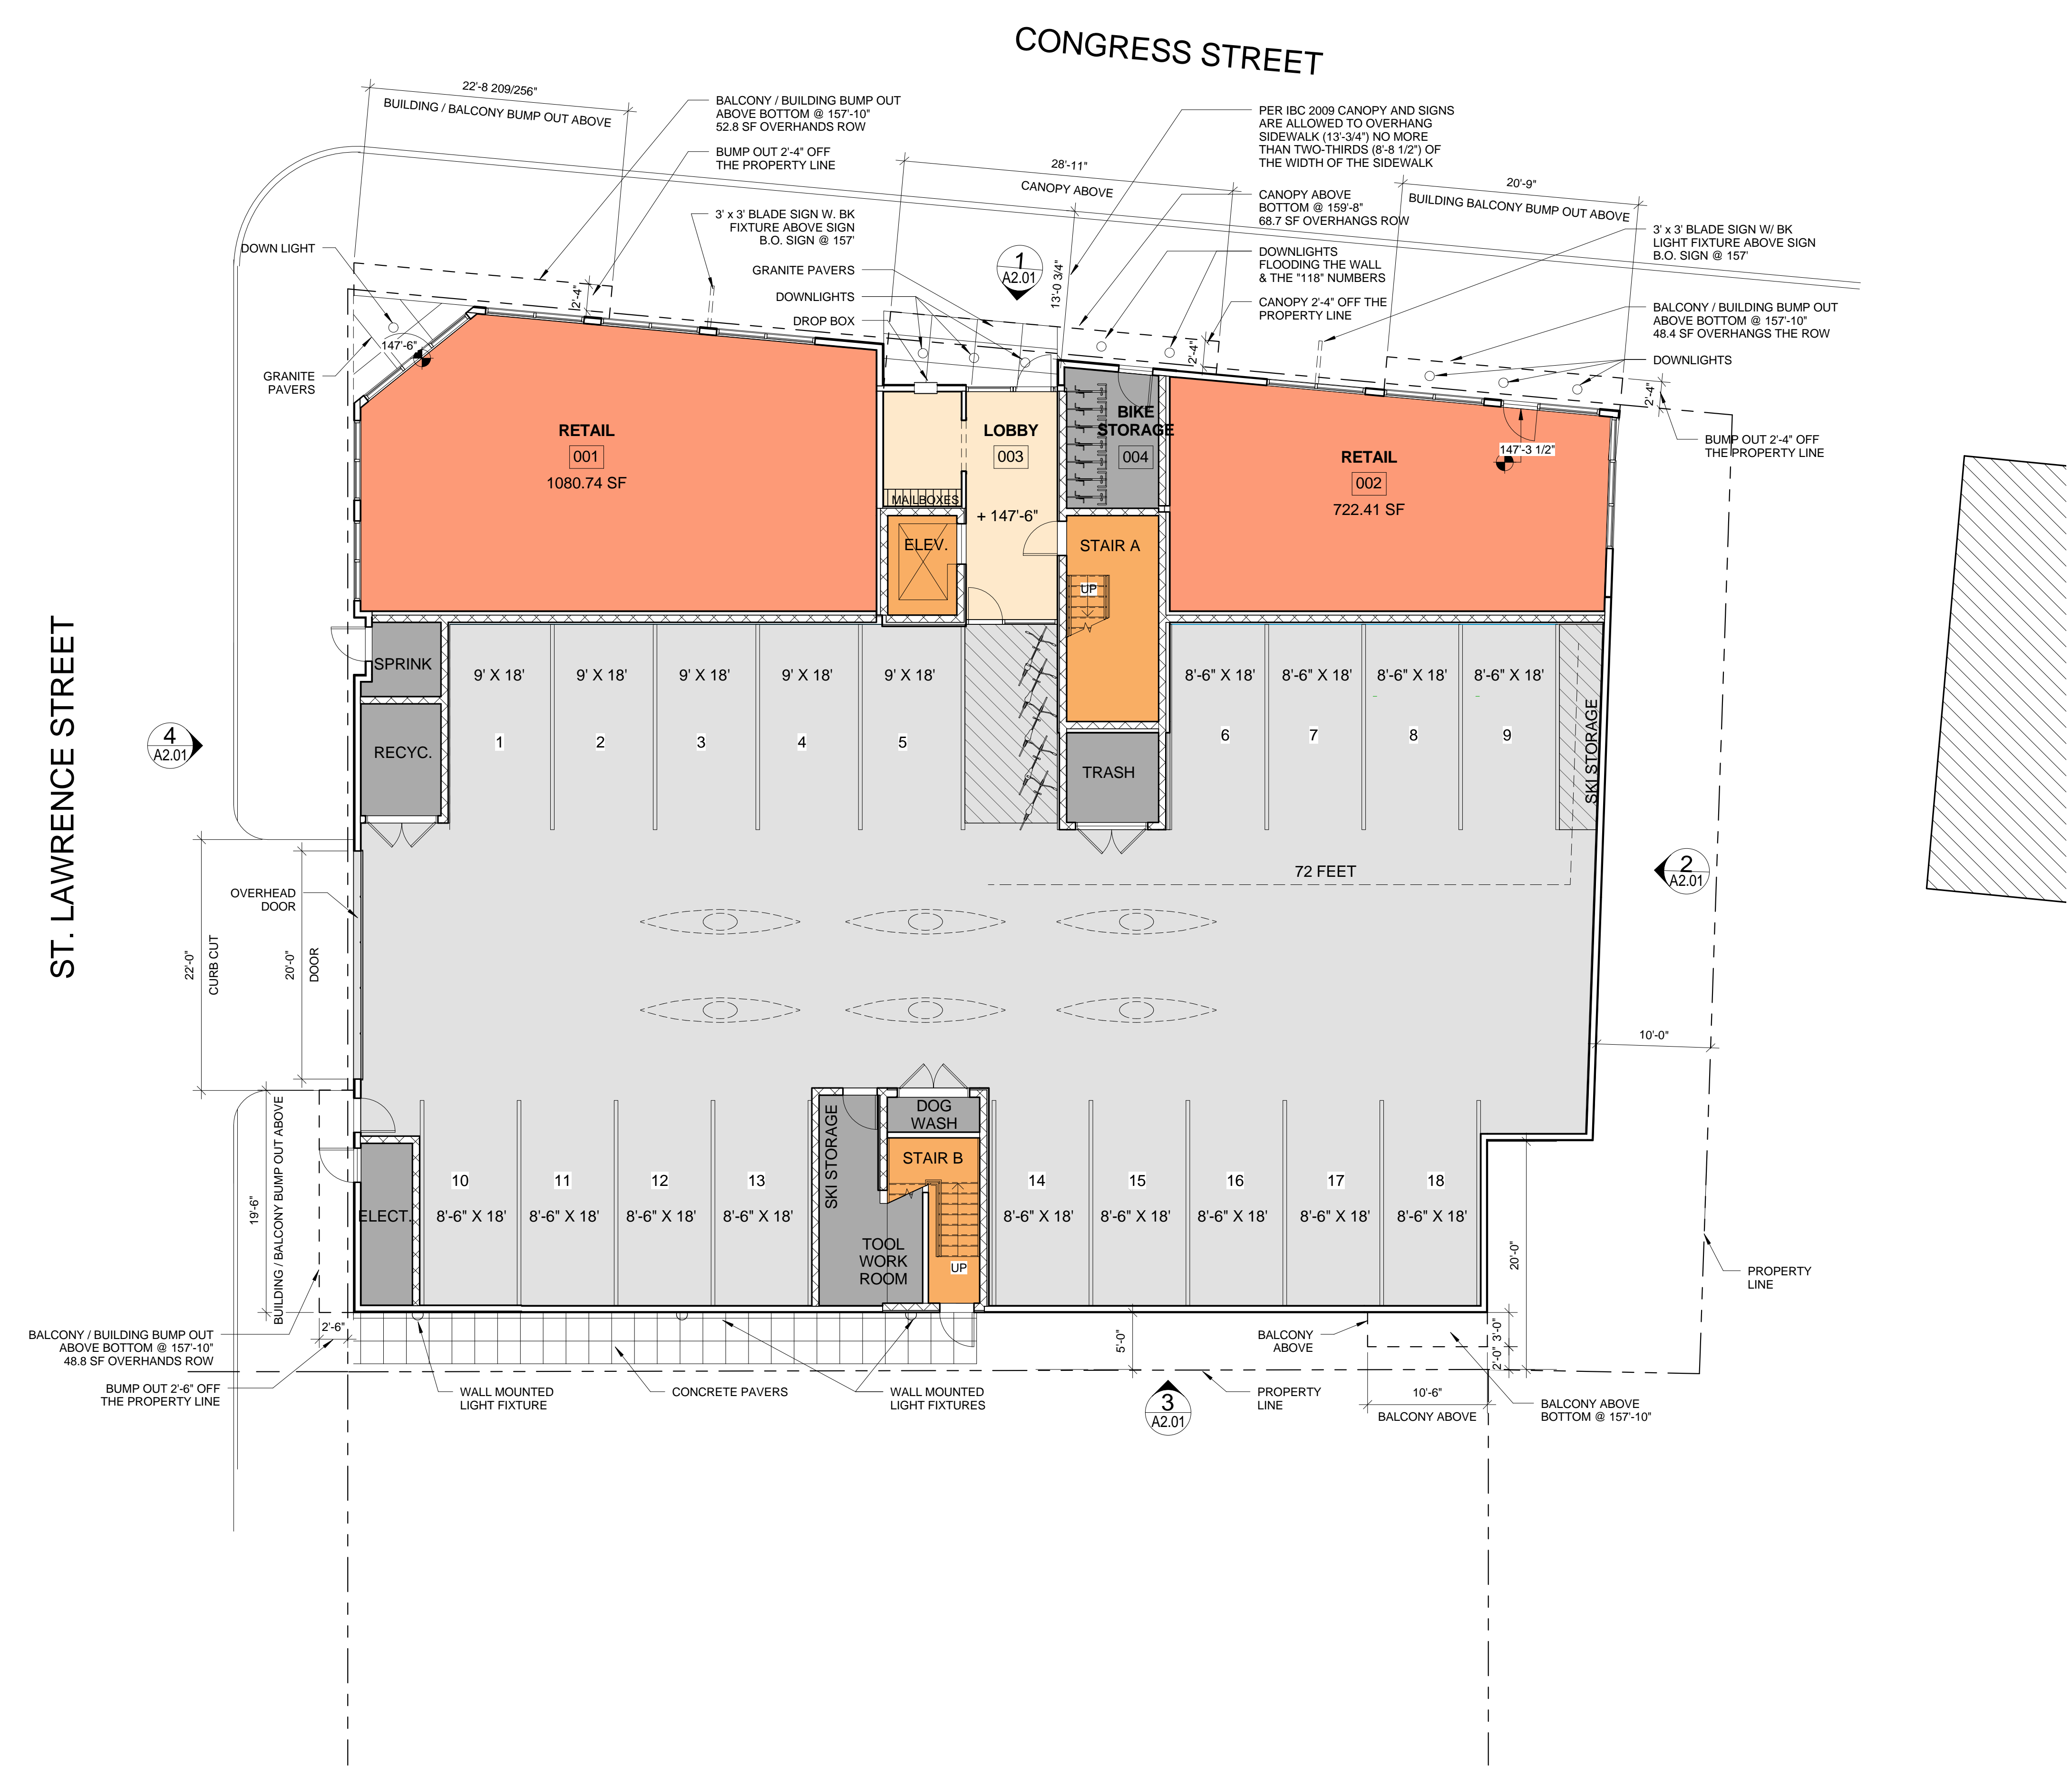 CONGRESS STREET
22'-8 209/256"
BUILDING / BALCONY BUMP OUT ABOVE
BALCONY / BUILDING BUMP OUT
ABOVE BOTTOM @ 157'-10"
52.8 SF OVERHANDS ROW
BUMP OUT 2'-4" OFF
THE PROPERTY LINE
PER IBC 2009 CANOPY AND SIGNS
ARE ALLOWED TO OVERHANG
SIDEWALK (13'-3/4") NO MORE
THAN TWO-THIRDS (8'-8 1/2") OF
THE WIDTH OF THE SIDEWALK
28'-11"
CANOPY ABOVE
CANOPY ABOVE
BOTTOM @ 159'-8"
68.7 SF OVERHANGS ROW
20'-9"
BUILDING BALCONY BUMP OUT ABOVE
3' x 3' BLADE SIGN W. BK
FIXTURE ABOVE SIGN
B.O. SIGN @ 157'
3' x 3' BLADE SIGN W/ BK
LIGHT FIXTURE ABOVE SIGN
B.O. SIGN @ 157'
DOWN LIGHT
GRANITE PAVERS
1
A2.01
13'-0 3/4"
DOWNLIGHTS
FLOODING THE WALL
& THE "118" NUMBERS
DOWNLIGHTS
2'-4"
CANOPY 2'-4" OFF THE
PROPERTY LINE
BALCONY / BUILDING BUMP OUT
ABOVE BOTTOM @ 157'-10"
48.4 SF OVERHANGS THE ROW
DROP BOX
2'-4"
DOWNLIGHTS
147'-6"
GRANITE
PAVERS
2'-4"
BUMP OUT 2'-4" OFF
THE PROPERTY LINE
RETAIL
001
1080.74 SF
LOBBY
003
BIKE
STORAGE
004
RETAIL
002
722.41 SF
147'-3 1/2"
MAILBOXES
+ 147'-6"
ELEV.
STAIR A
UP
ST. LAWRENCE STREET
SPRINK
9' X 18'
9' X 18'
9' X 18'
9' X 18'
9' X 18'
8'-6" X 18'
8'-6" X 18'
8'-6" X 18'
8'-6" X 18'
SKI STORAGE
4
A2.01
RECYC.
1
2
3
4
5
6
7
8
9
TRASH
72 FEET
2
A2.01
OVERHEAD
DOOR
22'-0"
CURB CUT
20'-0"
DOOR
10'-0"
19'-6"
BUILDING / BALCONY BUMP OUT ABOVE
SKI STORAGE
DOG
WASH
STAIR B
ELECT.
10
11
12
13
14
15
16
17
18
8'-6" X 18'
8'-6" X 18'
8'-6" X 18'
8'-6" X 18'
8'-6" X 18'
8'-6" X 18'
8'-6" X 18'
8'-6" X 18'
8'-6" X 18'
TOOL
WORK
ROOM
UP
20'-0"
PROPERTY
LINE
2'-6"
BALCONY / BUILDING BUMP OUT
ABOVE BOTTOM @ 157'-10"
48.8 SF OVERHANDS ROW
5'-0"
BALCONY
ABOVE
3'-0"
2'-0"
BUMP OUT 2'-6" OFF
THE PROPERTY LINE
WALL MOUNTED
LIGHT FIXTURE
CONCRETE PAVERS
WALL MOUNTED
LIGHT FIXTURES
3
A2.01
PROPERTY
LINE
10'-6"
BALCONY ABOVE
BALCONY ABOVE
BOTTOM @ 157'-10"